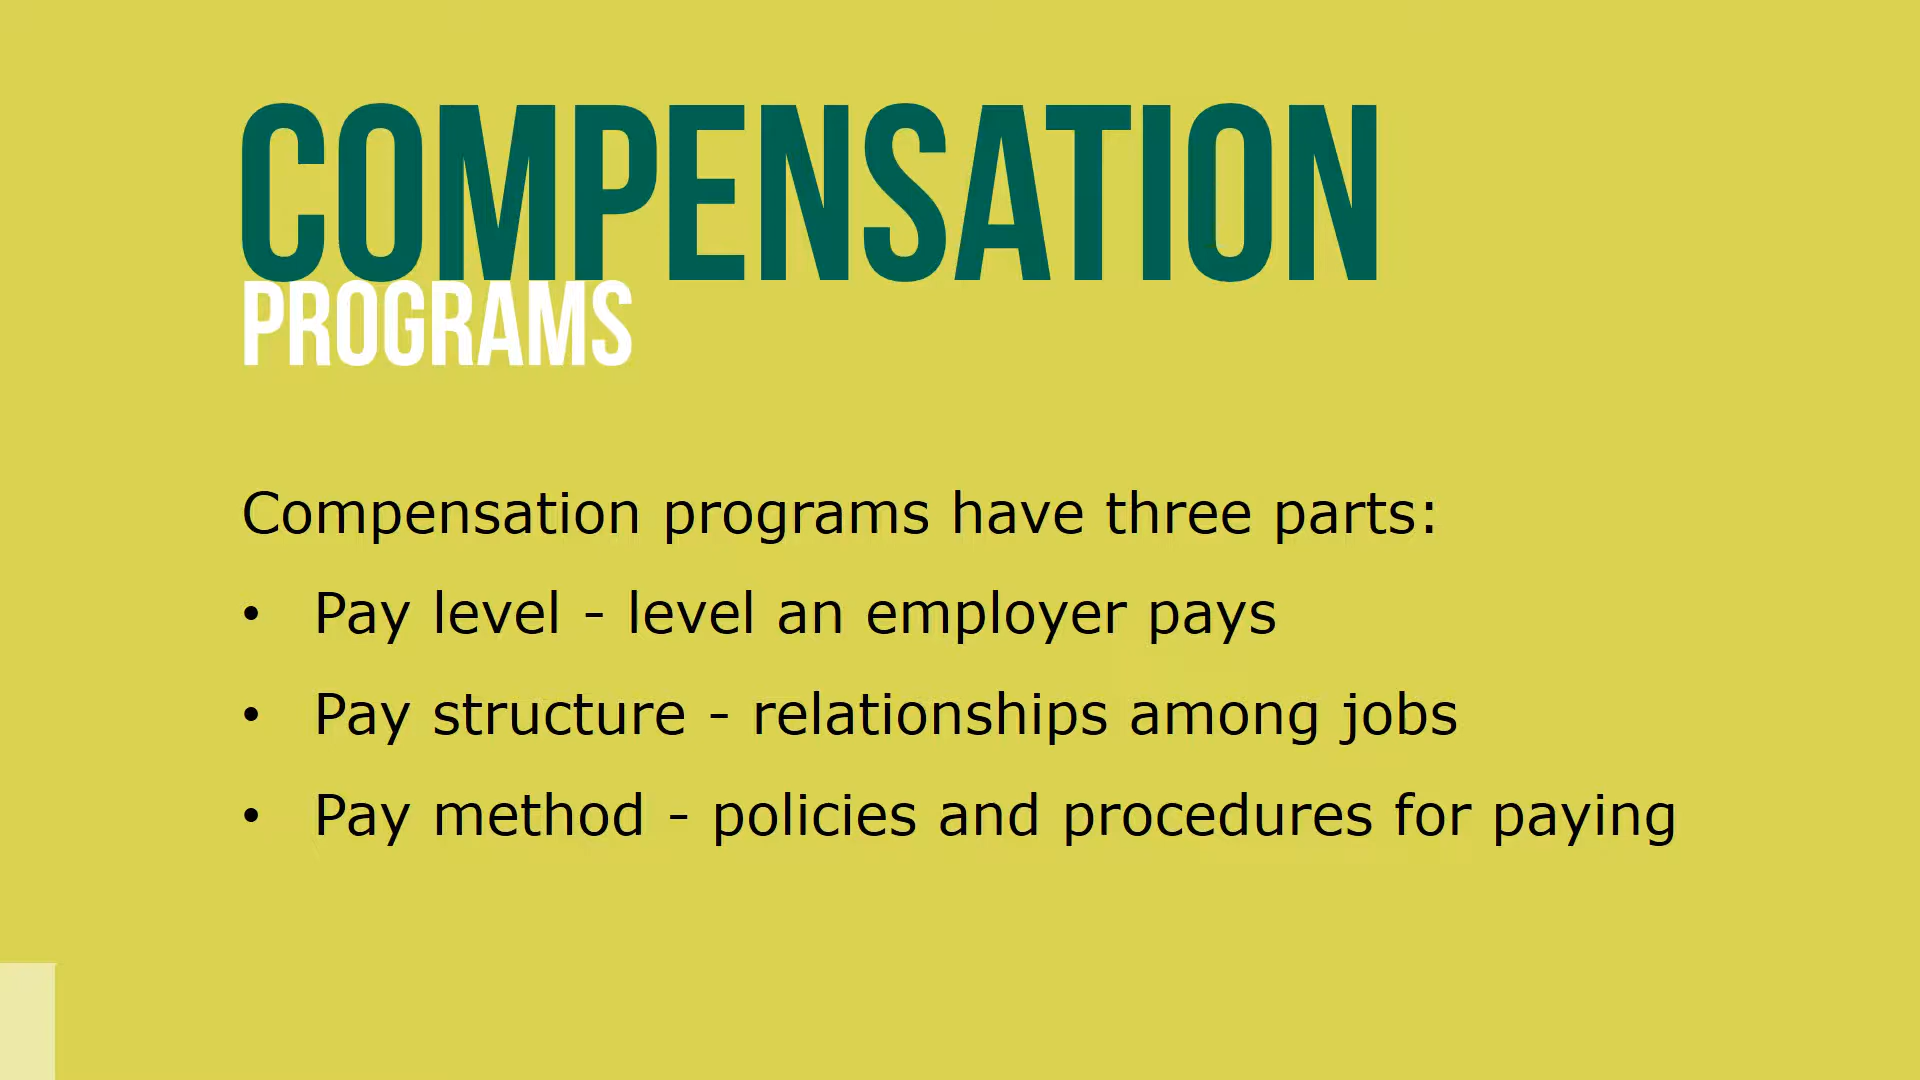 COMPENSATION
PROGRAMS
Compensation programs have three parts:
• Pay level - level an employer pays
• Pay structure - relationships among jobs
• Pay method - policies and procedures for paying